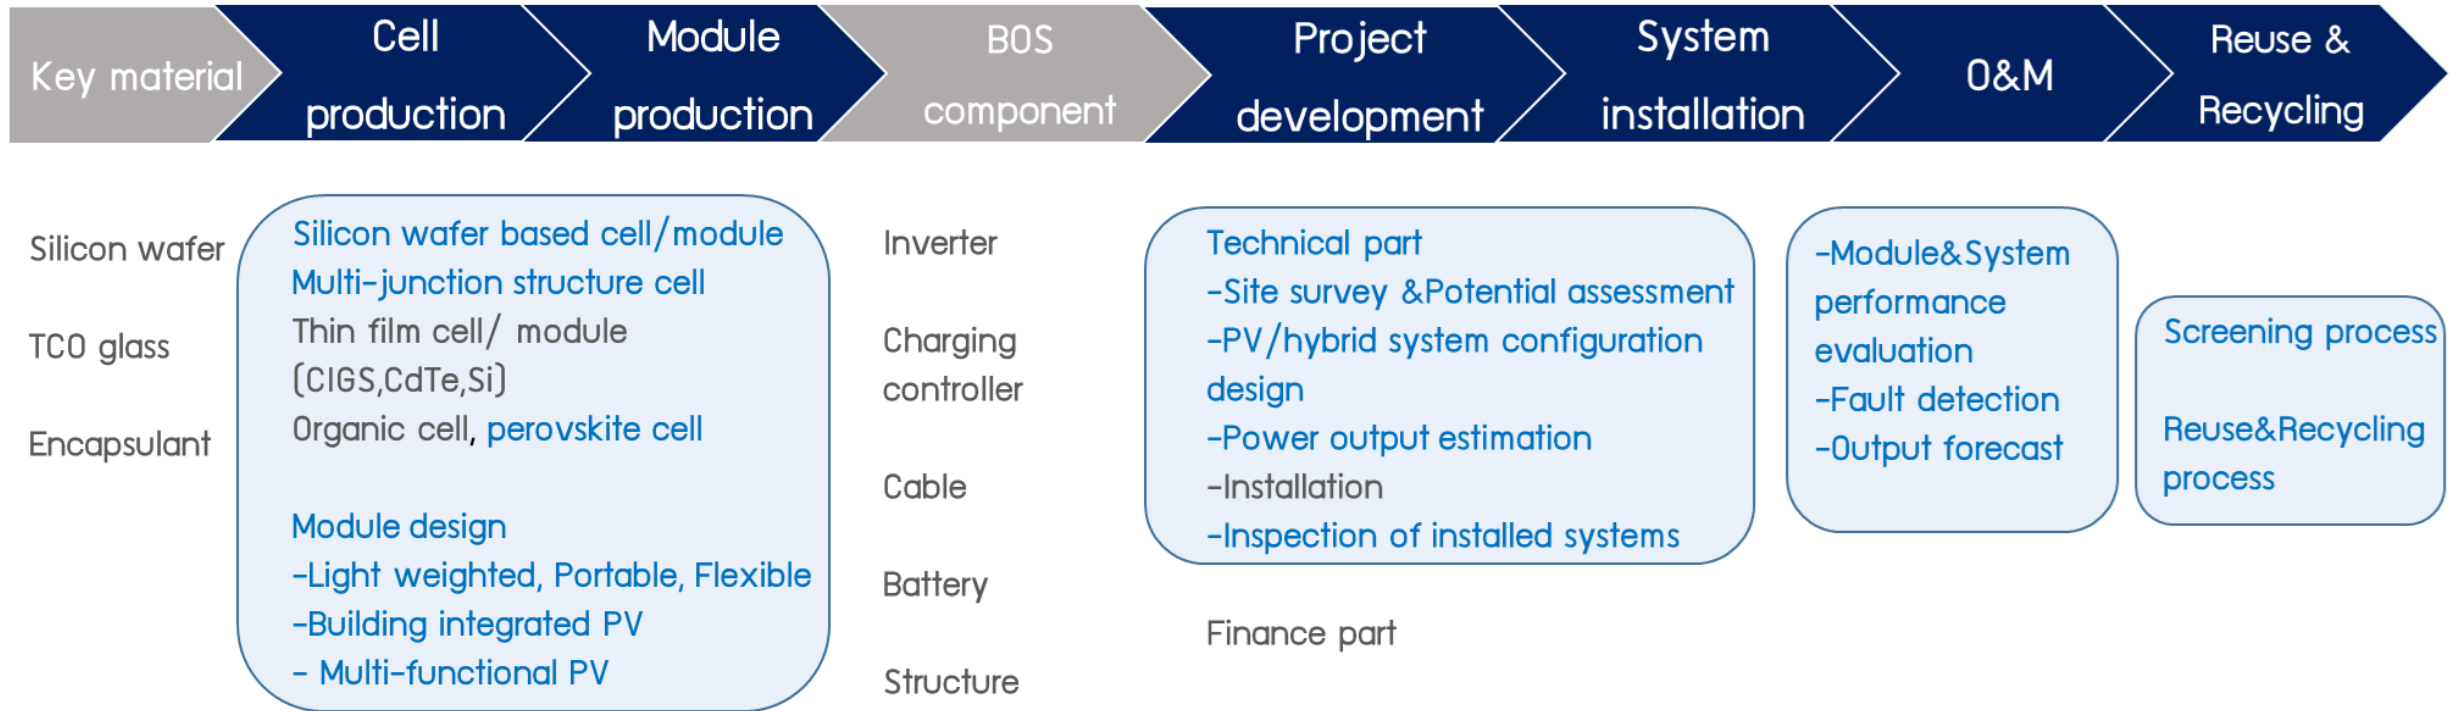 Key material
Cell
production
Module
production
BOS
component
Project
development
System
installation
O&M
Reuse &
Recycling
Silicon wafer
TCO glass
Encapsulant
Silicon wafer based cell/module
Multi-junction structure cell
Thin film cell/ module
(CIGS,CdTe,Si)
Organic cell, perovskite cell
Module design
-Light weighted, Portable, Flexible
-Building integrated PV
- Multi-functional PV
Inverter
Charging
controller
Cable
Battery
Structure
Technical part
-Site survey &Potential assessment
-PV/hybrid system configuration
design
-Power output estimation
-Installation
-Inspection of installed systems
Finance part
-Module&System
performance
evaluation
-Fault detection
-Output forecast
Screening process
Reuse&Recycling
process